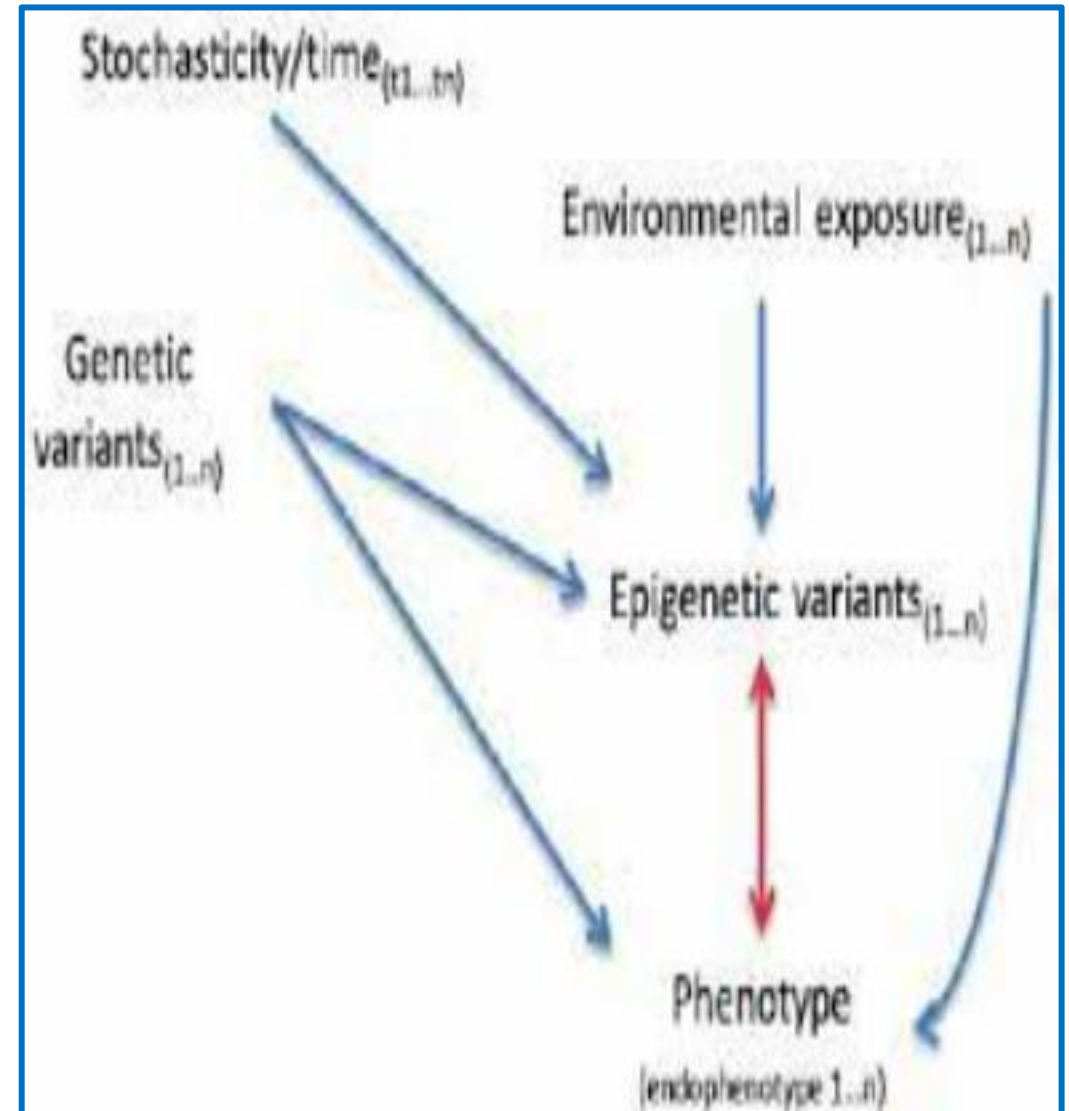 Stochasticity/time(t1...tn)
Environmental exposure(1...n)
Genetic
variants(1...n)
Epigenetic variants(1...n)
Phenotype
(endophenotype 1...n)